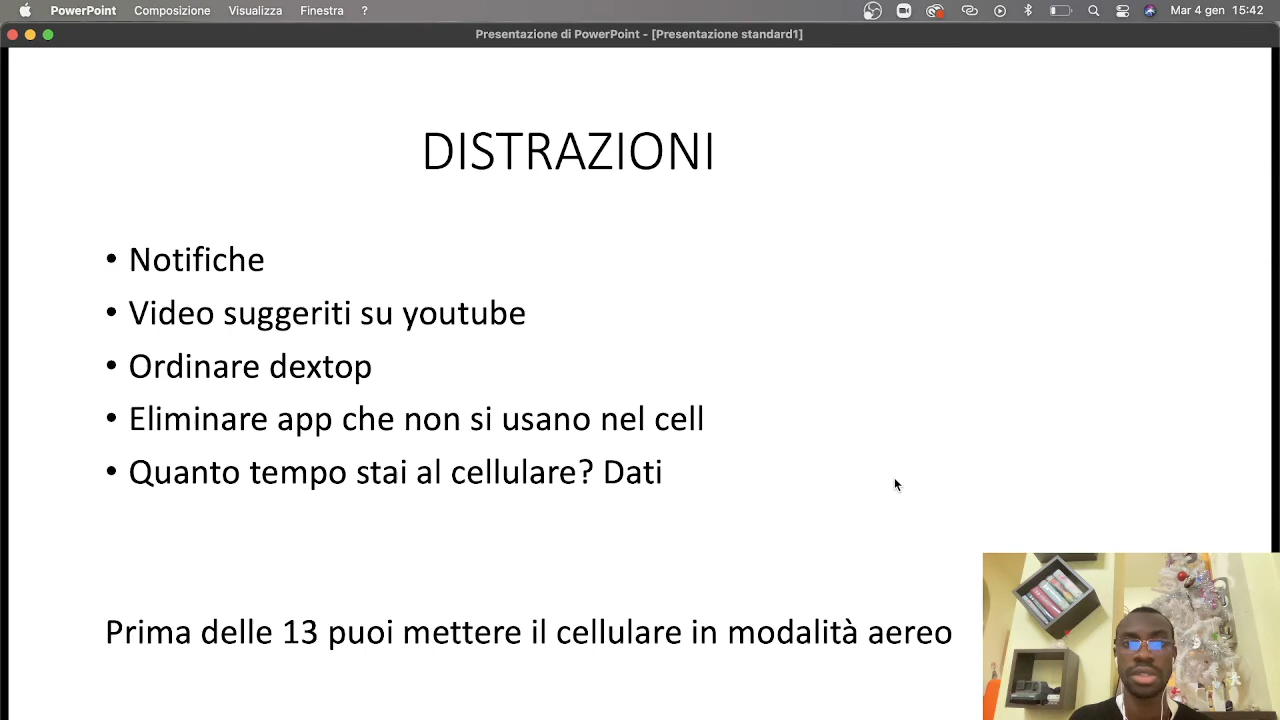 PowerPoint Composizione Visualizza Finestra ? Mar 4 gen 15:42
Presentazione di PowerPoint - [Presentazione standard1]
DISTRAZIONI
• Notifiche
• Video suggeriti su youtube
• Ordinare dextop
• Eliminare app che non si usano nel cell
• Quanto tempo stai al cellulare? Dati
Prima delle 13 puoi mettere il cellulare in modalità aereo